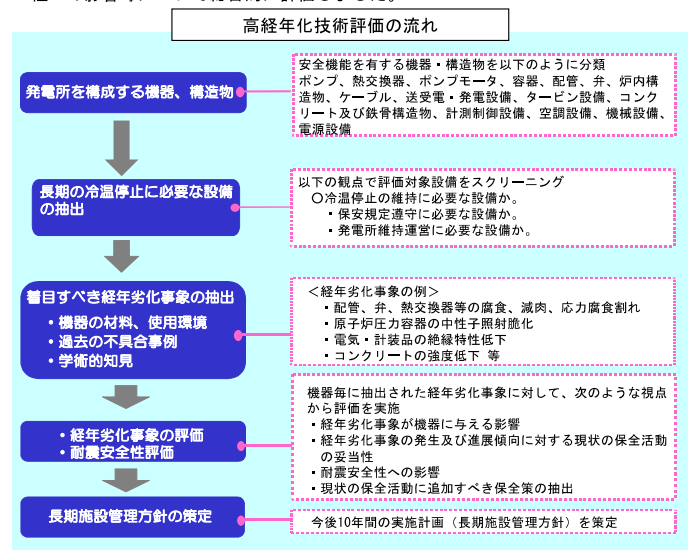 高経年化技術評価の流れ
発電所を構成する機器、構造物
安全機能を有する機器・構造物を以下のように分類
ポンプ、熱交換器、ポンプモータ、容器、配管、弁、炉内構
造物、ケーブル、送受電・発電設備、タービン設備、コンク
リート及び鉄骨構造物、計測制御設備、空調設備、機械設備、
電源設備
長期の冷温停止に必要な設備
の抽出
以下の観点で評価対象設備をスクリーニング
〇冷温停止の維持に必要な設備か。
・保安規定遵守に必要な設備か。
・発電所維持運営に必要な設備か。
着目すべき経年劣化事象の抽出
・機器の材料、使用環境
・過去の不具合事例
・学術的知見
＜経年劣化事象の例＞
・配管、弁、熱交換器等の腐食、減肉、応力腐食割れ
・原子炉圧力容器の中性子照射脆化
・電気・計装品の絶縁特性低下
・コンクリートの強度低下 等
・経年劣化事象の評価
・耐震安全性評価
機器毎に抽出された経年劣化事象に対して、次のような視点
から評価を実施
・経年劣化事象が機器に与える影響
・経年劣化事象の発生及び進展傾向に対する現状の保全活動
の妥当性
・耐震安全性への影響
・現状の保全活動に追加すべき保全策の抽出
長期施設管理方針の策定
今後10年間の実施計画（長期施設管理方針）を策定